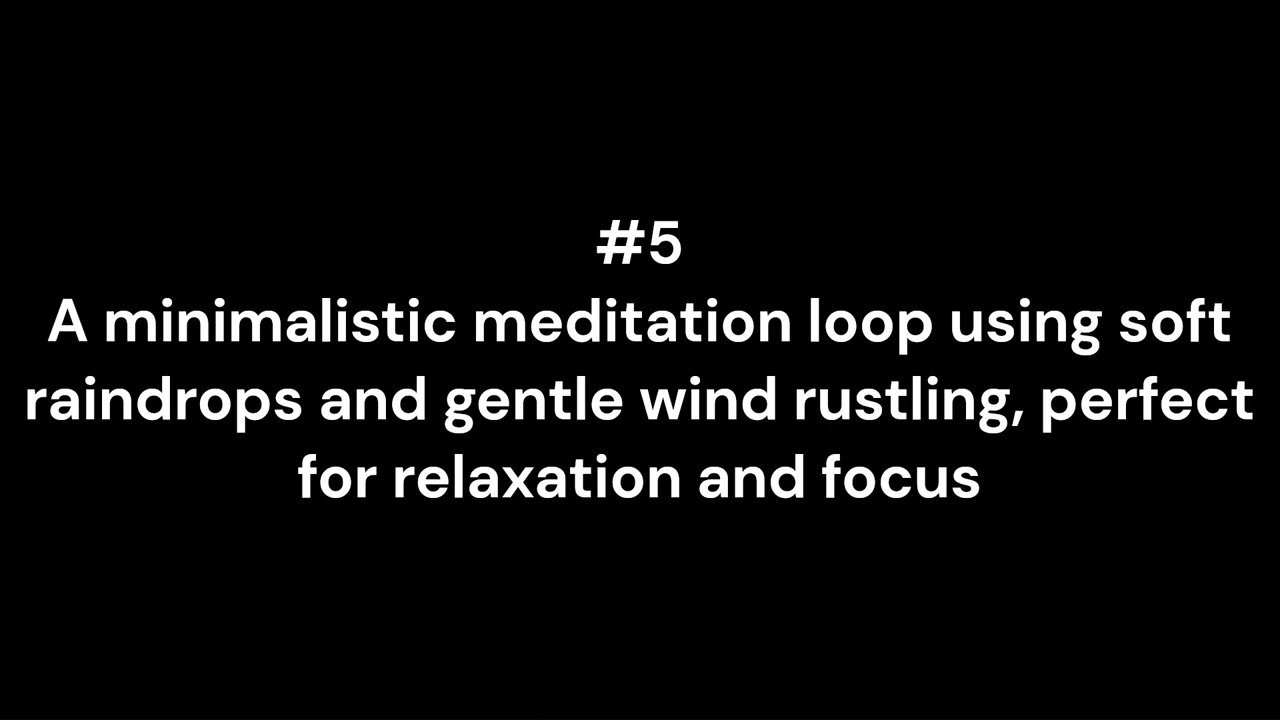 #5
A minimalistic meditation loop using soft
raindrops and gentle wind rustling, perfect
for relaxation and focus